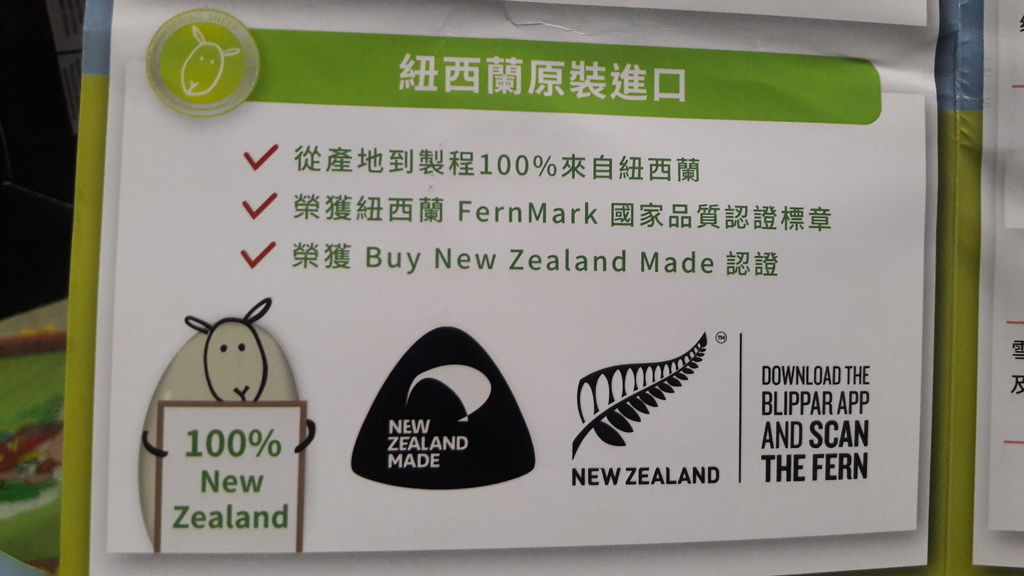 紐西蘭原裝進口
從產地到製程100%來自紐西蘭
榮獲紐西蘭 FernMark 國家品質認證標章
榮獲 Buy New Zealand Made 認證
100%
New
Zealand
NEW
ZEALAND
MADE
NEW ZEALAND
TM
DOWNLOAD THE
BLIPPAR APP
AND SCAN
THE FERN
雪
及